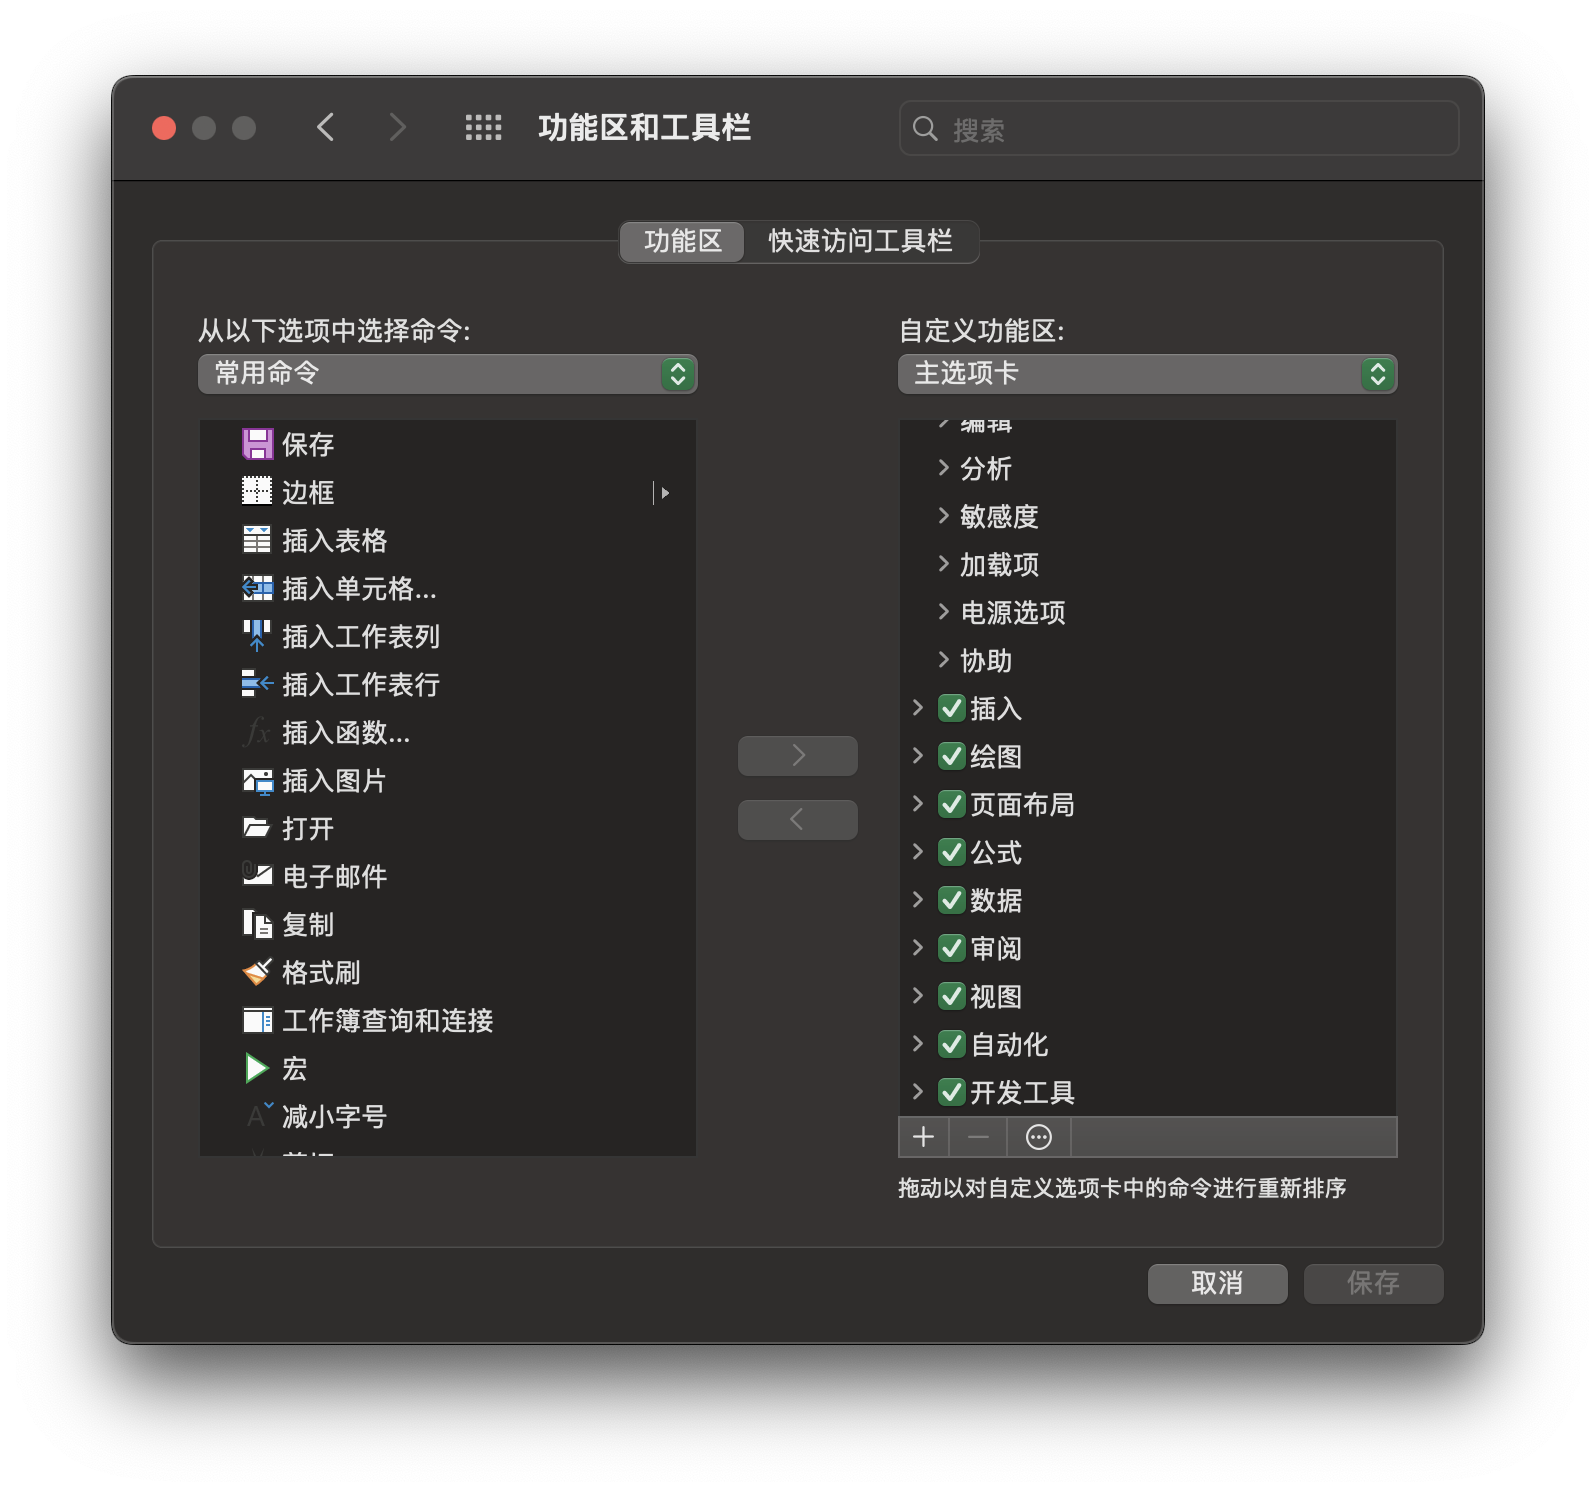 功能区和工具栏
搜索
功能区
快速访问工具栏
从以下选项中选择命令:
常用命令
保存
边框
插入表格
插入单元格...
插入工作表列
插入工作表行
插入函数...
插入图片
打开
电子邮件
复制
格式刷
工作簿查询和连接
宏
减小字号
自定义功能区:
主选项卡
编辑
分析
敏感度
加载项
电源选项
协助
插入
绘图
页面布局
公式
数据
审阅
视图
自动化
开发工具
拖动以对自定义选项卡中的命令进行重新排序
取消
保存